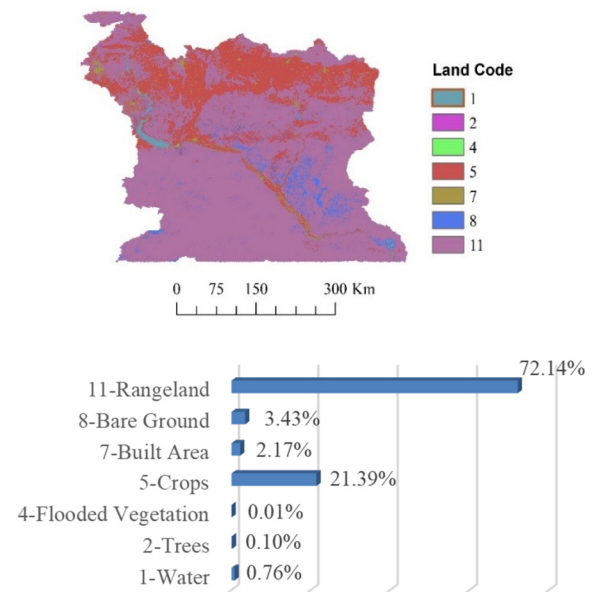 Land Code
1
2
4
5
7
8
11
0 75 150 300 Km
11-Rangeland 72.14%
8-Bare Ground 3.43%
7-Built Area 2.17%
5-Crops 21.39%
4-Flooded Vegetation 0.01%
2-Trees 0.10%
1-Water 0.76%